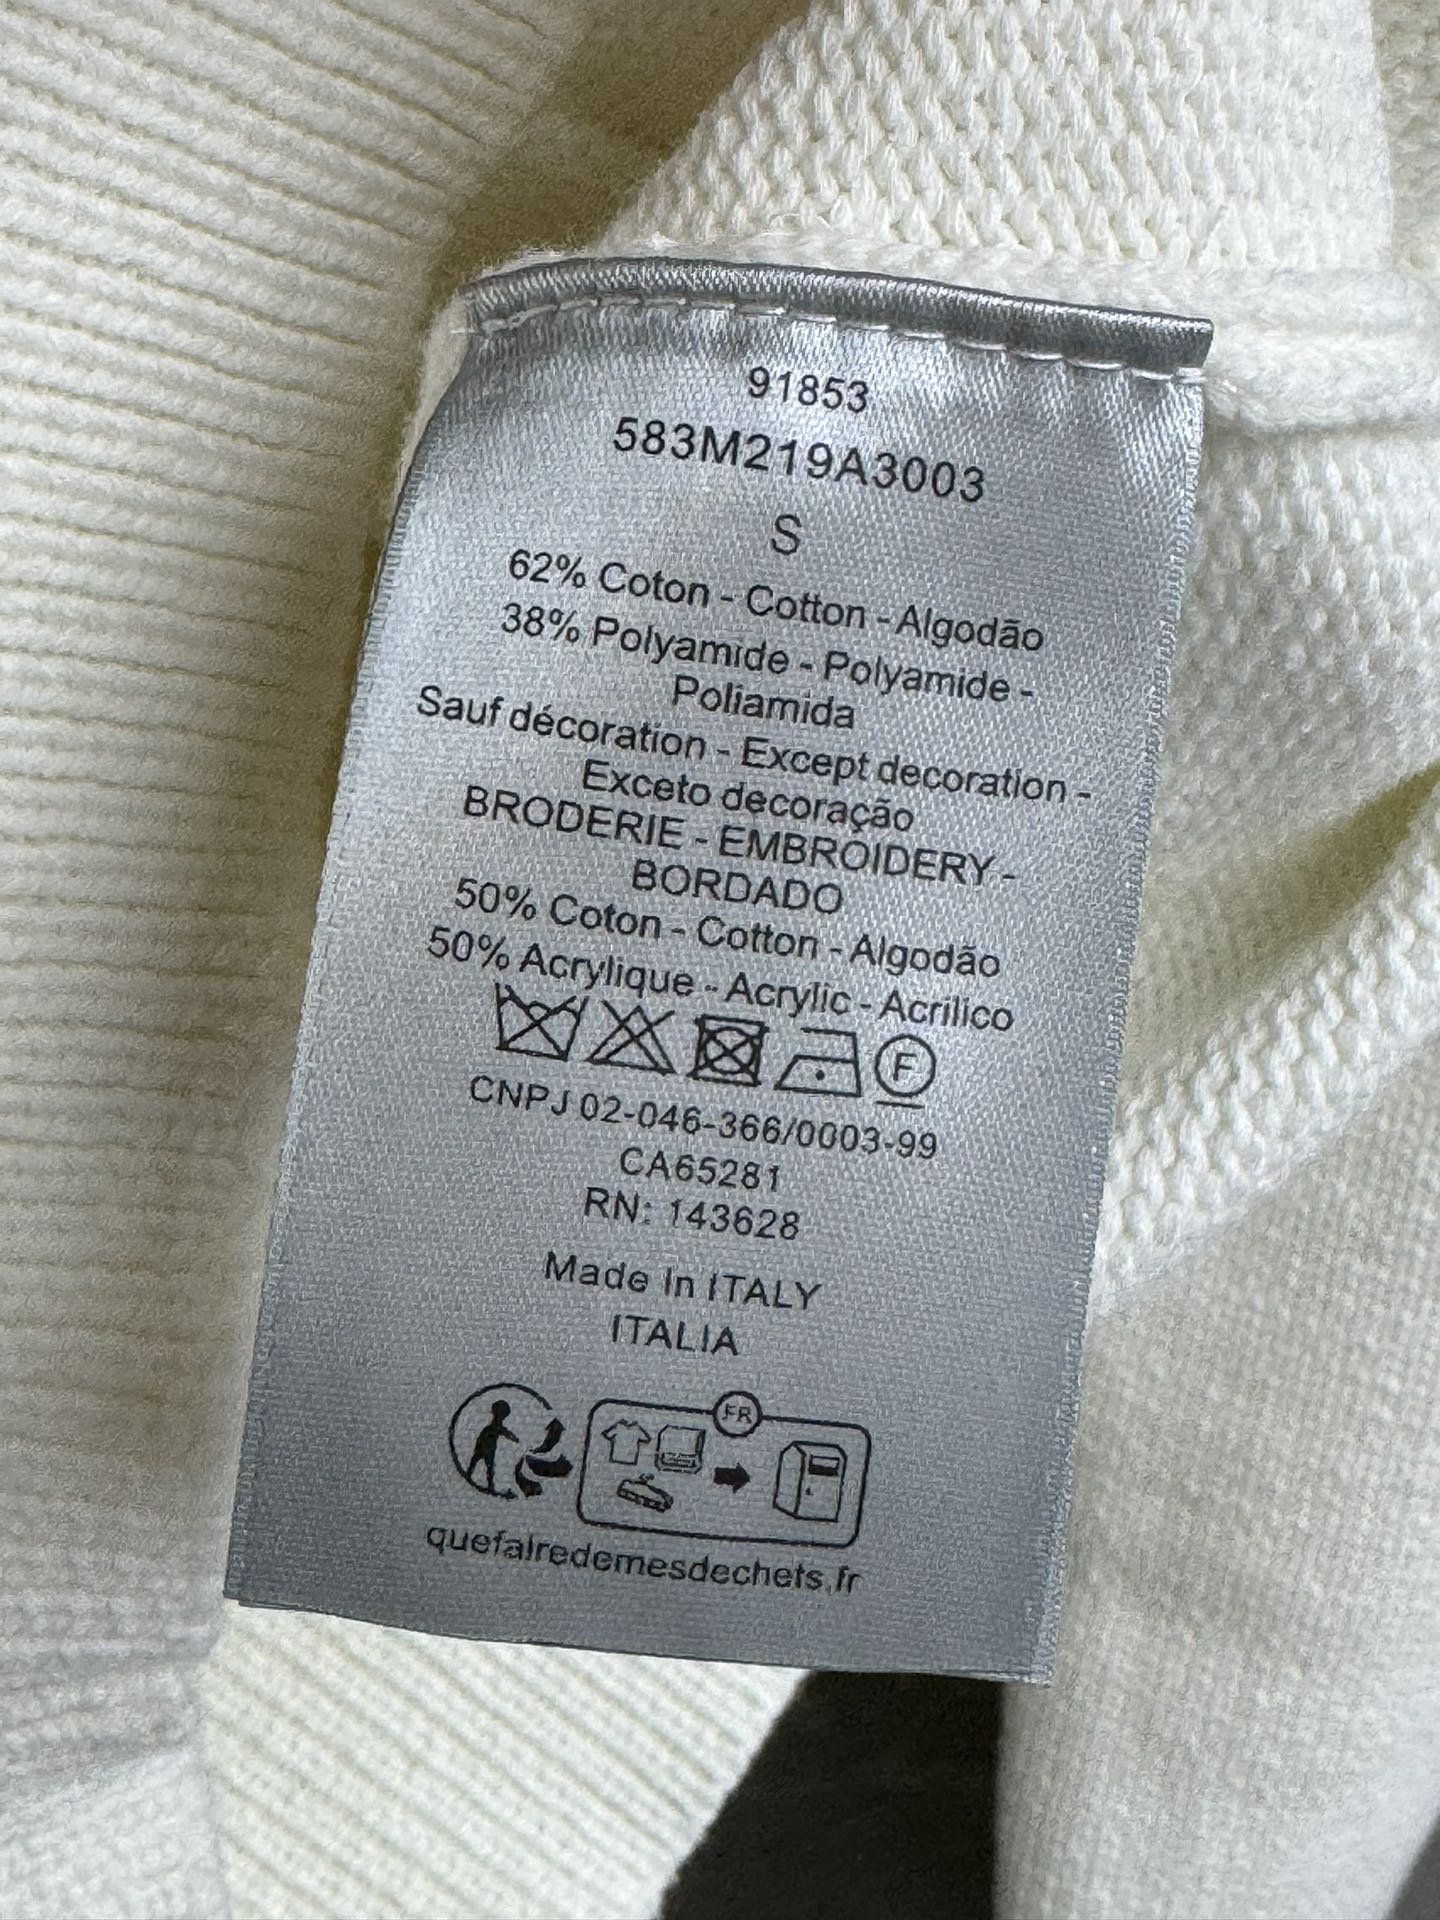 91853
583M219A3003
S
62% Coton - Cotton - Algodão
38% Polyamide - Polyamide -
Poliamida
Sauf décoration - Except decoration -
Exceto decoração
BRODERIE - EMBROIDERY -
BORDADO
50% Coton - Cotton - Algodão
50% Acrylique - Acrylic - Acrilico
F
CNPJ 02-046-366/0003-99
CA65281
RN: 143628
Made In ITALY
ITALIA
FR
quefairedemesdechets.fr